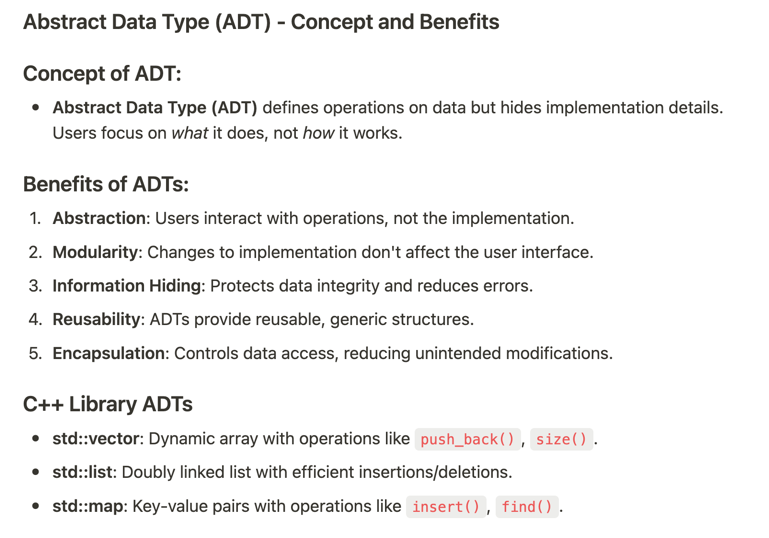 Abstract Data Type (ADT) - Concept and Benefits
Concept of ADT:
• Abstract Data Type (ADT) defines operations on data but hides implementation details.
Users focus on what it does, not how it works.
Benefits of ADTs:
1. Abstraction: Users interact with operations, not the implementation.
2. Modularity: Changes to implementation don't affect the user interface.
3. Information Hiding: Protects data integrity and reduces errors.
4. Reusability: ADTs provide reusable, generic structures.
5. Encapsulation: Controls data access, reducing unintended modifications.
C++ Library ADTs
• std::vector: Dynamic array with operations like push_back(), size().
• std::list: Doubly linked list with efficient insertions/deletions.
• std::map: Key-value pairs with operations like insert(), find().